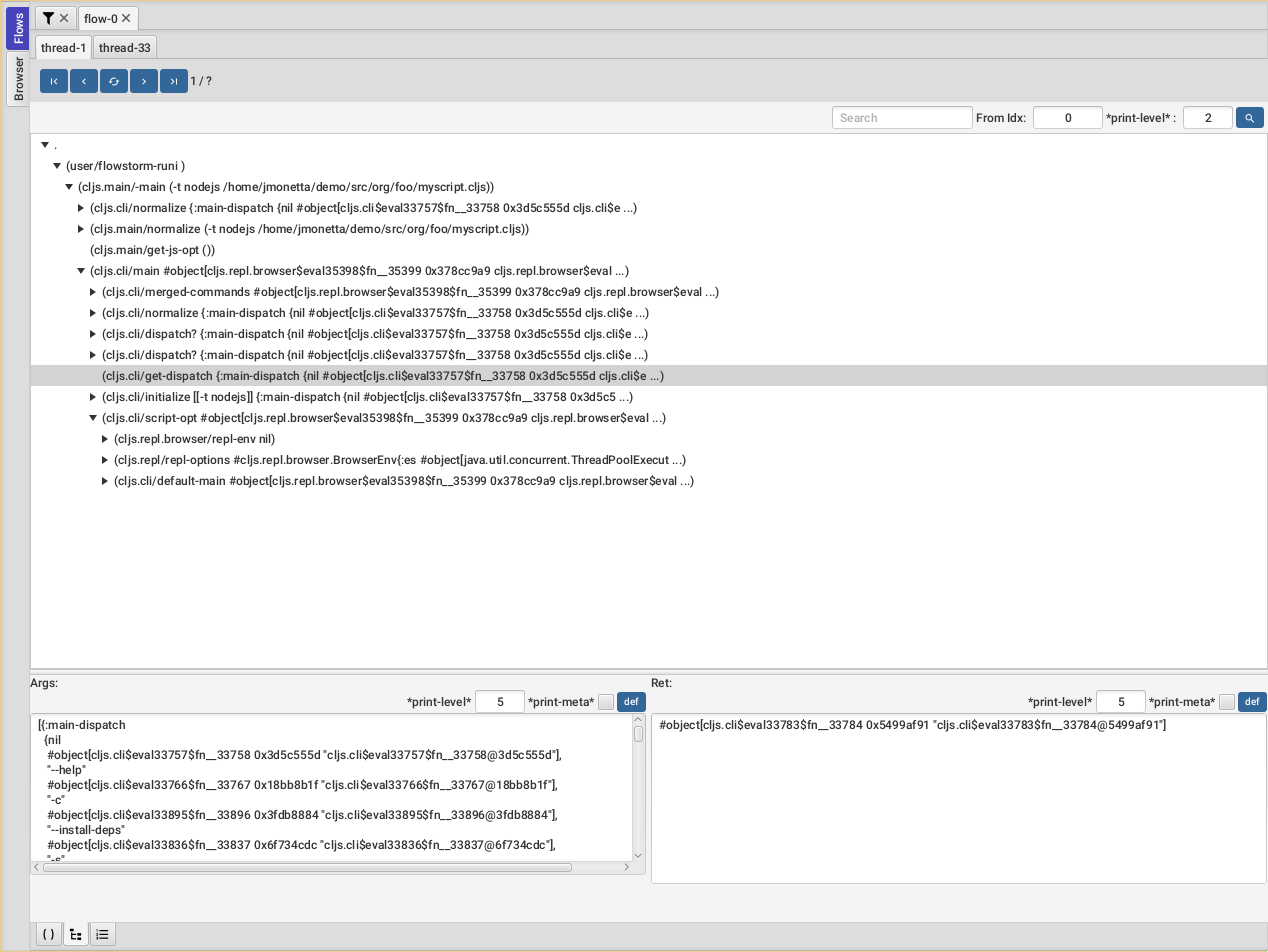 Flows
Browser
flow-0
thread-1 thread-33
1 / ?
Search From Idx: 0 *print-level* : 2
.
(user/flowstorm-runi )
(cljs.main/-main (-t nodejs /home/jmonetta/demo/src/org/foo/myscript.cljs))
(cljs.cli/normalize {:main-dispatch {nil #object[cljs.cli$eval33757$fn__33758 0x3d5c555d cljs.cli$e ...)
(cljs.main/normalize (-t nodejs /home/jmonetta/demo/src/org/foo/myscript.cljs))
(cljs.main/get-js-opt ())
(cljs.cli/main #object[cljs.repl.browser$eval35398$fn__35399 0x378cc9a9 cljs.repl.browser$eval ...)
(cljs.cli/merged-commands #object[cljs.repl.browser$eval35398$fn__35399 0x378cc9a9 cljs.repl.browser$eval ...)
(cljs.cli/normalize {:main-dispatch {nil #object[cljs.cli$eval33757$fn__33758 0x3d5c555d cljs.cli$e ...)
(cljs.cli/dispatch? {:main-dispatch {nil #object[cljs.cli$eval33757$fn__33758 0x3d5c555d cljs.cli$e ...)
(cljs.cli/dispatch? {:main-dispatch {nil #object[cljs.cli$eval33757$fn__33758 0x3d5c555d cljs.cli$e ...)
(cljs.cli/get-dispatch {:main-dispatch {nil #object[cljs.cli$eval33757$fn__33758 0x3d5c555d cljs.cli$e ...)
(cljs.cli/initialize [[-t nodejs]] {:main-dispatch {nil #object[cljs.cli$eval33757$fn__33758 0x3d5c5 ...)
(cljs.cli/script-opt #object[cljs.repl.browser$eval35398$fn__35399 0x378cc9a9 cljs.repl.browser$eval ...)
(cljs.repl.browser/repl-env nil)
(cljs.repl/repl-options #cljs.repl.browser.BrowserEnv{:es #object[java.util.concurrent.ThreadPoolExecut ...)
(cljs.cli/default-main #object[cljs.repl.browser$eval35398$fn__35399 0x378cc9a9 cljs.repl.browser$eval ...)
Args:
*print-level* 5 *print-meta* def
[{:main-dispatch
{nil
#object[cljs.cli$eval33757$fn__33758 0x3d5c555d "cljs.cli$eval33757$fn__33758@3d5c555d"],
"--help"
#object[cljs.cli$eval33766$fn__33767 0x18bb8b1f "cljs.cli$eval33766$fn__33767@18bb8b1f"],
"-c"
#object[cljs.cli$eval33895$fn__33896 0x3fdb8884 "cljs.cli$eval33895$fn__33896@3fdb8884"],
"--install-deps"
#object[cljs.cli$eval33836$fn__33837 0x6f734cdc "cljs.cli$eval33836$fn__33837@6f734cdc"],
"-s"
Ret:
*print-level* 5 *print-meta* def
#object[cljs.cli$eval33783$fn__33784 0x5499af91 "cljs.cli$eval33783$fn__33784@5499af91"]
( )